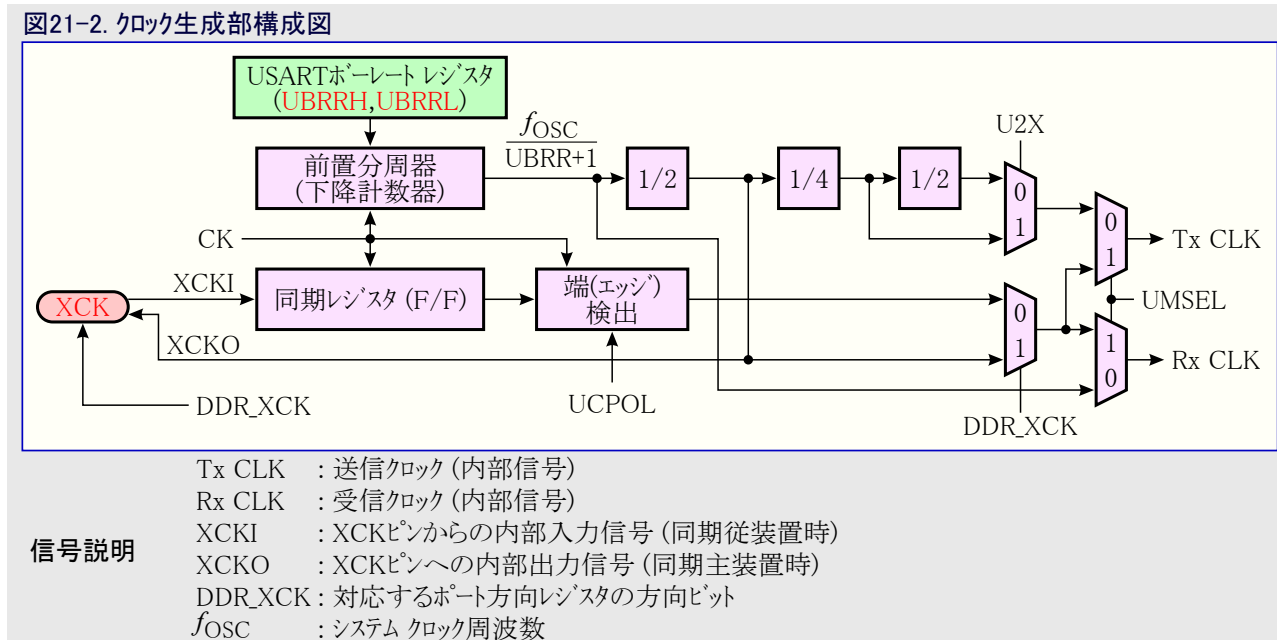 図21-2. クロック生成部構成図
USARTボーレート レジスタ
(UBRRH,UBRRL)
前置分周器
(下降計数器)
fOSC
UBRR+1
1/2
1/4
1/2
U2X
0
1
0
1
Tx CLK
CK
XCKI
XCK
同期レジスタ (F/F)
端(エッジ)
検出
0
1
UMSEL
1
0
Rx CLK
XCKO
DDR_XCK
UCPOL
DDR_XCK
信号説明
Tx CLK : 送信クロック (内部信号)
Rx CLK : 受信クロック (内部信号)
XCKI : XCKピンからの内部入力信号 (同期従装置時)
XCKO : XCKピンへの内部出力信号 (同期主装置時)
DDR_XCK : 対応するポート方向レジスタの方向ビット
fOSC : システム クロック周波数